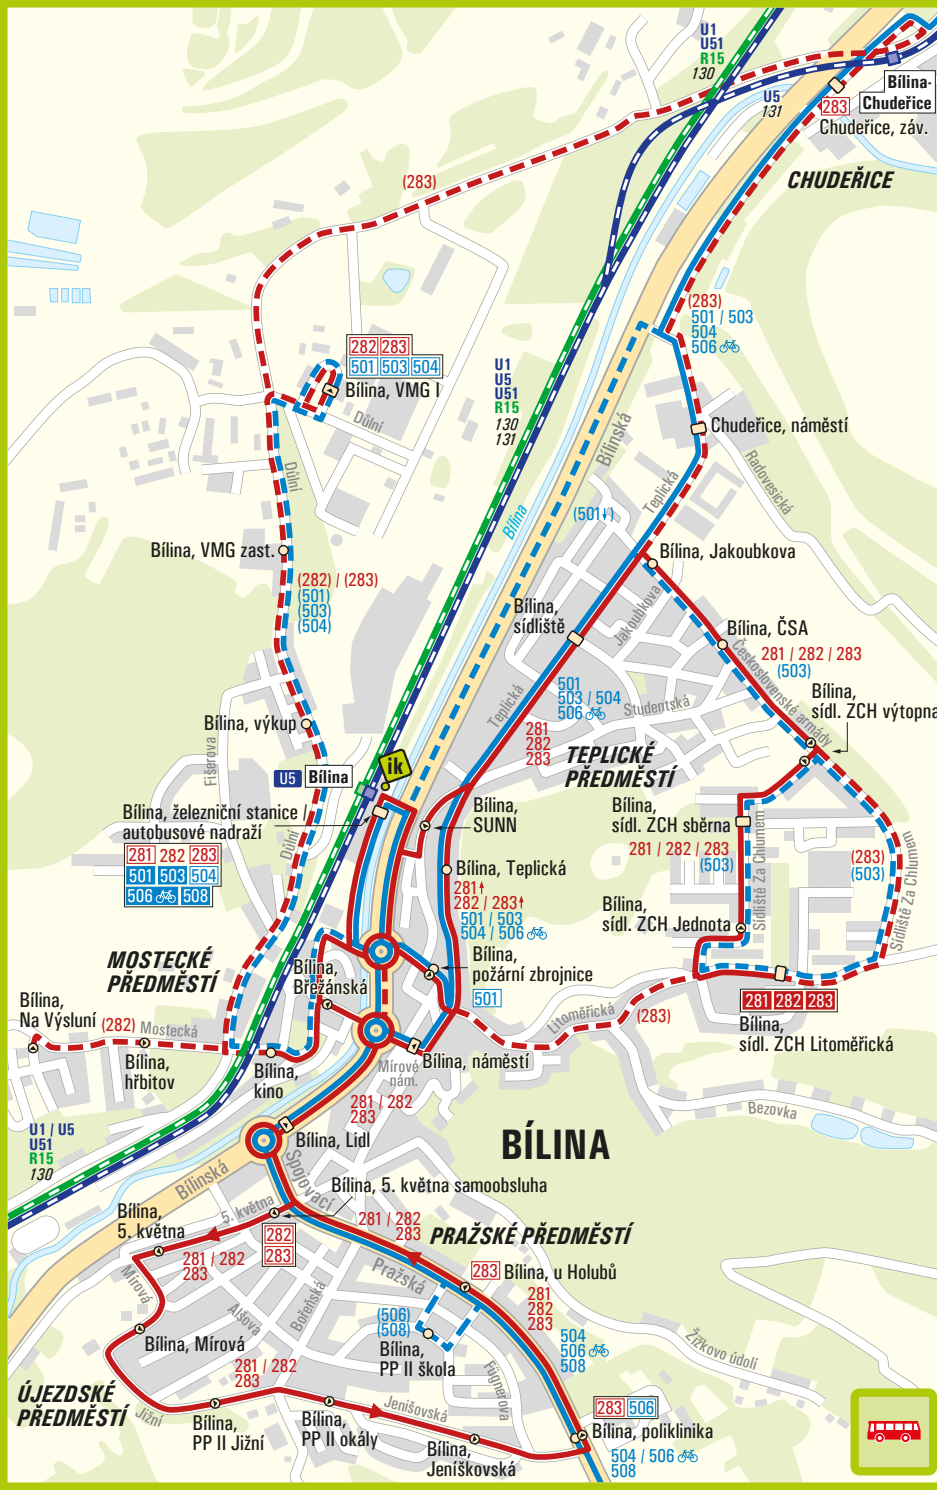 U1
U51
R15
130
U5
131
Bílina-
Chudeřice
283
Chudeřice, záv.
CHUDEŘICE
(283)
(283)
501 / 503
504
506
282 283
501 503 504
Bílina, VMG I
Důlní
U1
U5
U51
R15
130
131
Bílinská
Chudeřice, náměstí
Radovesická
Teplická
Důlní
Bílina
(501)
Bílina, VMG zast.
Bílina, Jakoubkova
(282) / (283)
(501)
(503)
(504)
Bílina,
sídliště
Jakoubkova
Bílina, ČSA
281 / 282 / 283
(503)
Československé armády
Bílina,
sídl. ZCH výtopna
501
503 / 504
506
Studentská
Teplická
281
282
283
Bílina, výkup
Fišerova
TEPLICKÉ
PŘEDMĚSTÍ
ik
U5 Bílina
Bílina, železniční stanice /
autobusové nadraží
281 282 283
501 503 504
506 508
Důlní
Bílina,
SUNN
Bílina,
sídl. ZCH sběrna
281 / 282 / 283
(503)
(283)
(503)
Sídliště Za Chlumem
Sídliště Za Chlumem
Bílina, Teplická
281
282 / 283
501 / 503
504 / 506
Bílina,
sídl. ZCH Jednota
MOSTECKÉ
PŘEDMĚSTÍ
Bílina,
Břežánská
Bílina,
požární zbrojnice
501
Bílina,
Na Výsluní
(282)
Mostecká
Bílina,
hřbitov
Bílina,
kino
Litoměřická
(283)
281 282 283
Bílina,
sídl. ZCH Litoměřická
Bílina, náměstí
Mírové
nám.
Bezovka
281 / 282
283
U1 / U5
U51
R15
130
Bílina, Lidl
BÍLINA
Bílinská
Spojovací
Bílina, 5. května samoobsluha
Bílina,
5. května
5. května
282
283
281 / 282
283
281 / 282
283
PRAŽSKÉ PŘEDMĚSTÍ
Pražská
283 Bílina, u Holubů
281
282
283
Mírová
Alšova
Bořeňská
(506)
(508)
Bílina,
PP II škola
504
506
508
Žižkovo údolí
Bílina, Mírová
281 / 282
283
Fügnerova
ÚJEZDSKÉ
PŘEDMĚSTÍ
Jižní
Bílina,
PP II Jižní
Bílina,
PP II okály
Jenišovská
Bílina,
Jeníškovská
283 506
Bílina, poliklinika
504 / 506
508